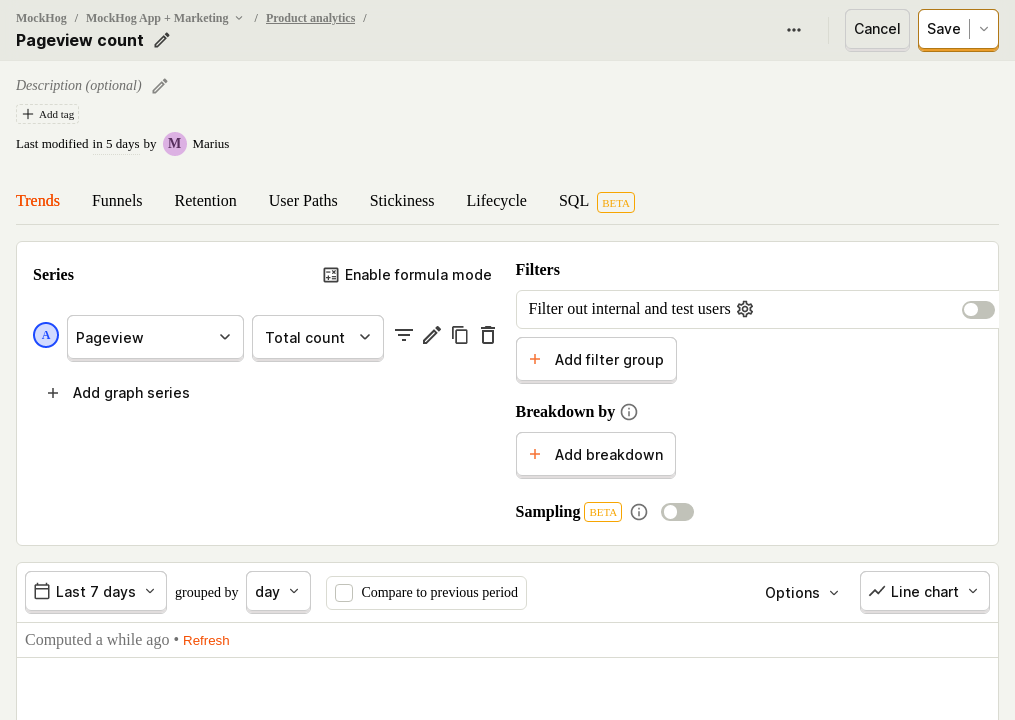 MockHog / MockHog App + Marketing / Product analytics /
Pageview count
Cancel
Save
Description (optional)
Add tag
Last modified in 5 days by M Marius
Trends Funnels Retention User Paths Stickiness Lifecycle SQL BETA
Series
Enable formula mode
A Pageview Total count
Add graph series
Filters
Filter out internal and test users
Add filter group
Breakdown by
Add breakdown
Sampling BETA
Last 7 days grouped by day Compare to previous period Options Line chart
Computed a while ago • Refresh